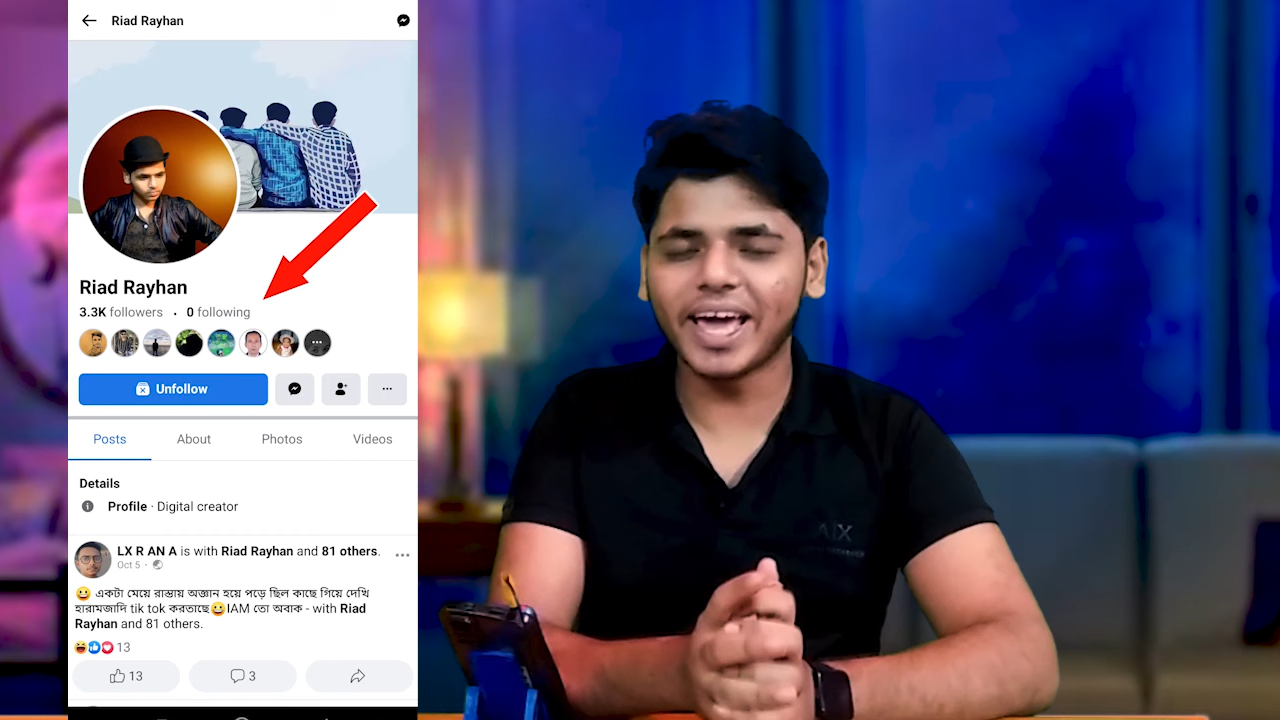 Riad Rayhan
Riad Rayhan
3.3K followers • 0 following
Unfollow
Posts About Photos Videos
Details
Profile · Digital creator
LX R AN A is with Riad Rayhan and 81 others.
Oct 5 ·
😀 একটা মেয়ে রাস্তায় অজ্ঞান হয়ে পড়ে ছিল কাছে গিয়ে দেখি
হারামজাদি tik tok করতাছে😀IAM তো অবাক - with Riad
Rayhan and 81 others.
13
13 3